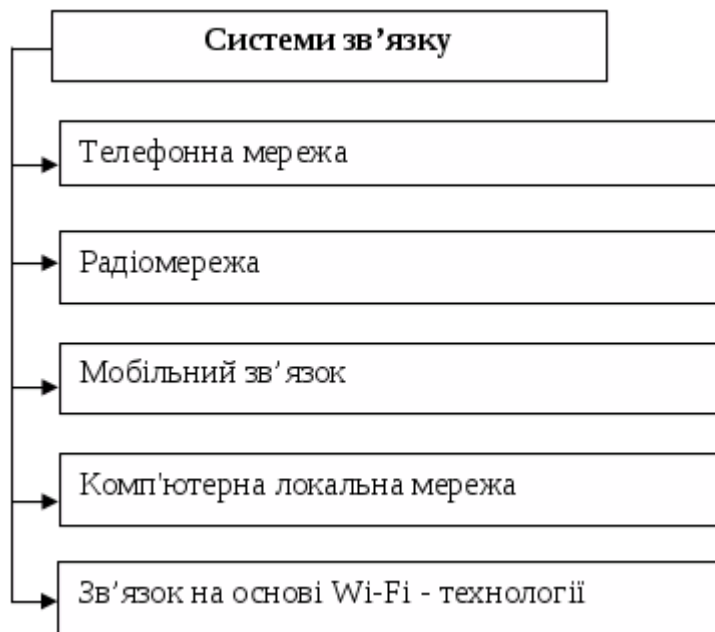 Системи зв’язку
Телефонна мережа
Радіомережа
Мобільний зв’язок
Комп'ютерна локальна мережа
Зв’язок на основі Wi-Fi - технології